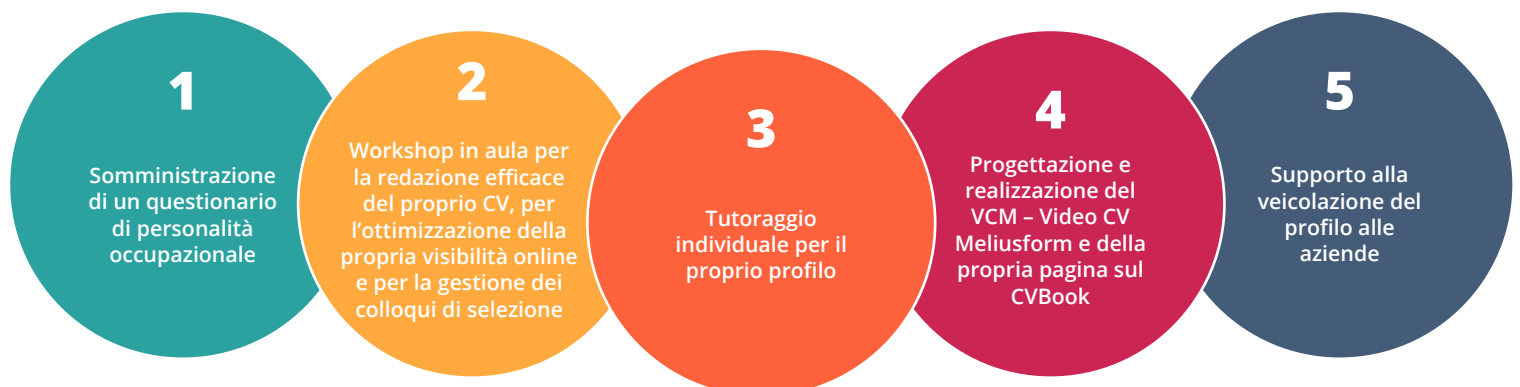 1
Somministrazione
di un questionario
di personalità
occupazionale
2
Workshop in aula per
la redazione efficace
del proprio CV, per
l’ottimizzazione della
propria visibilità online
e per la gestione dei
colloqui di selezione
3
Tutoraggio
individuale per il
proprio profilo
4
Progettazione e
realizzazione del
VCM – Video CV
Meliusform e della
propria pagina sul
CVBook
5
Supporto alla
veicolazione del
profilo alle
aziende